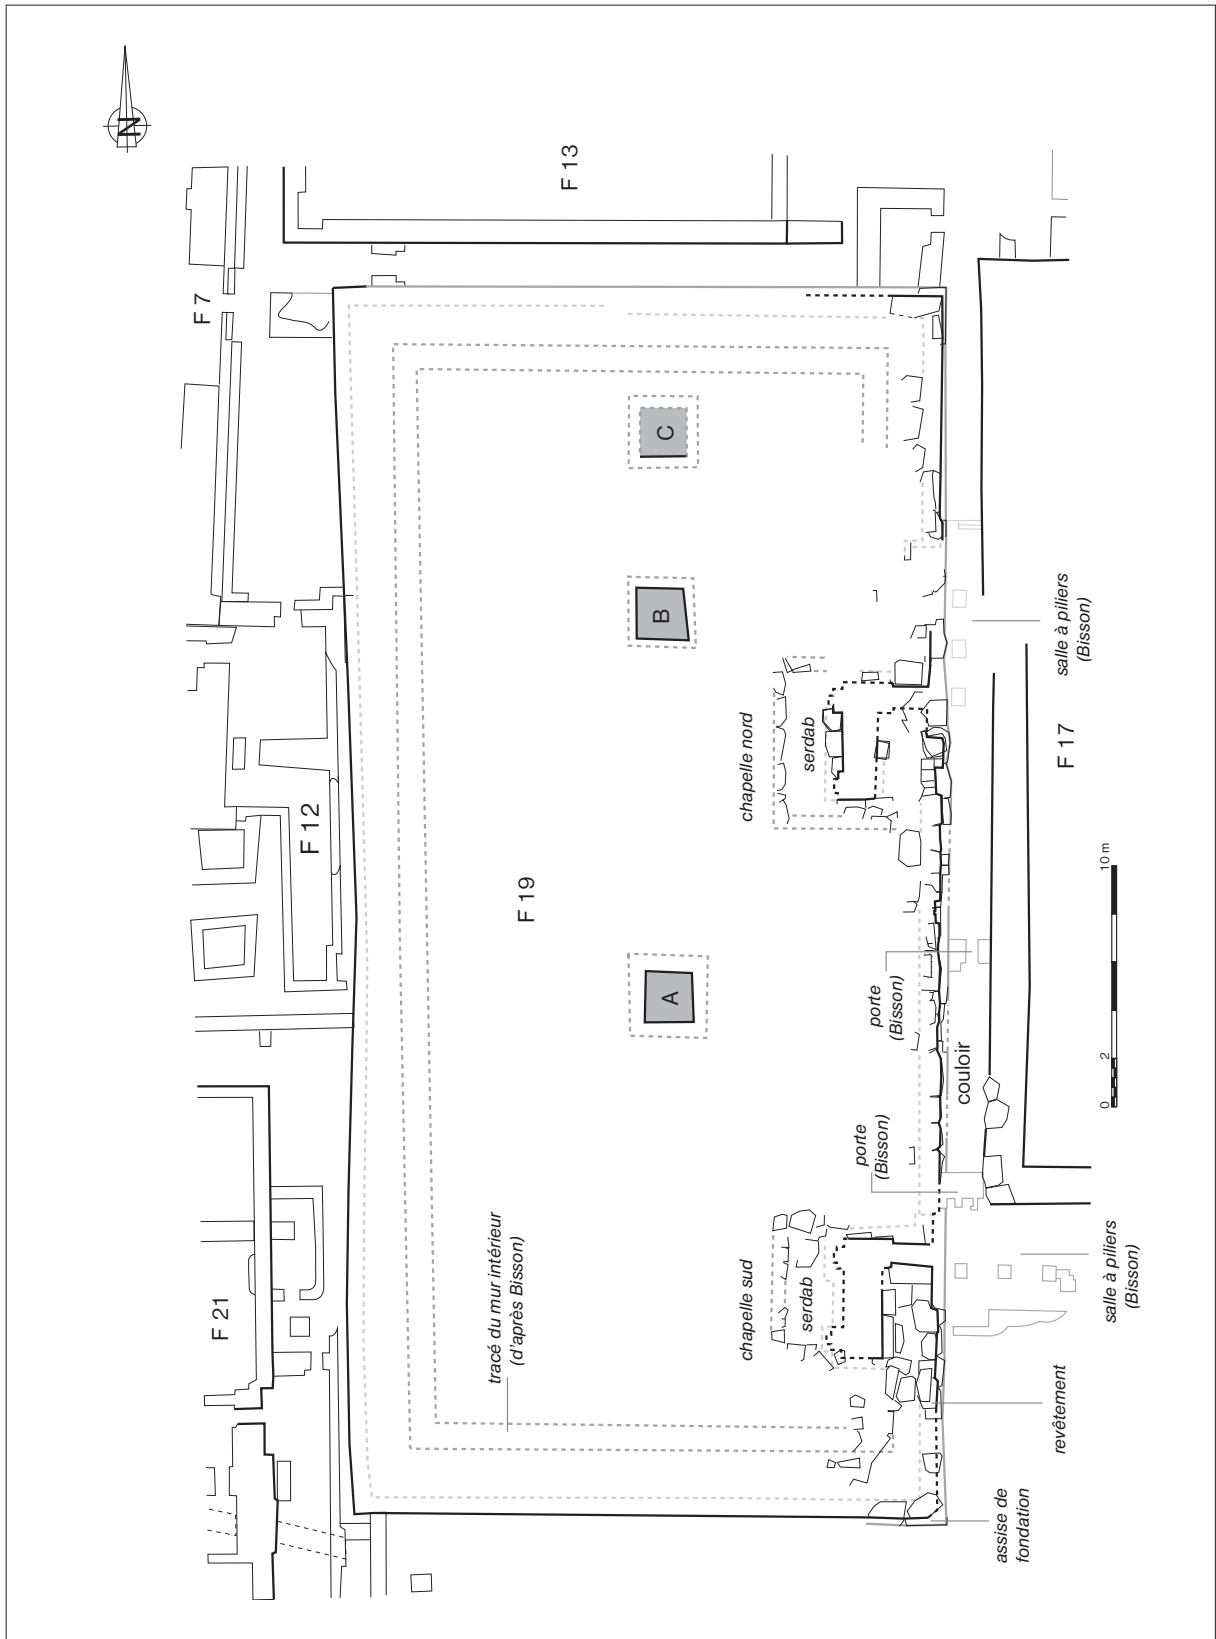 N
F 7
F 13
F 12
F 19
F 21
F 17
A
B
C
chapelle nord
serdab
chapelle sud
serdab
tracé du mur intérieur
(d'après Bisson)
porte
(Bisson)
porte
(Bisson)
couloir
salle à piliers
(Bisson)
salle à piliers
(Bisson)
revêtement
assise de
fondation
0
2
10 m